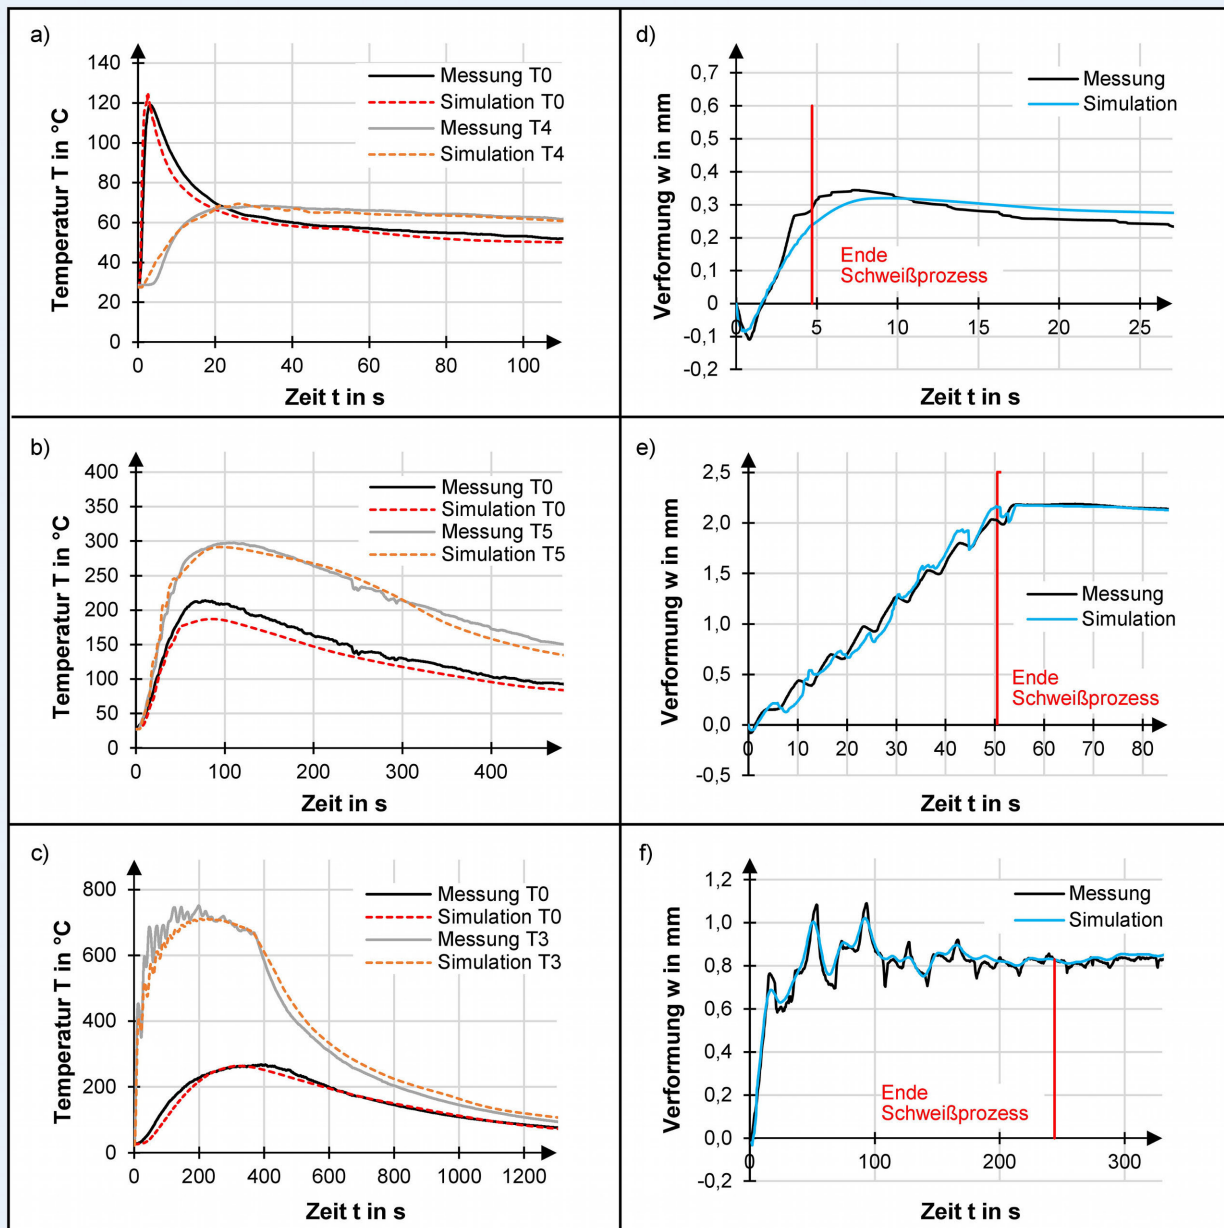 a)
Temperatur T in °C
140
120
100
80
60
40
20
0
0 20 40 60 80 100
Zeit t in s
Messung T0
Simulation T0
Messung T4
Simulation T4
d)
Verformung w in mm
0,7
0,6
0,5
0,4
0,3
0,2
0,1
0
-0,1
-0,2
0 5 10 15 20 25
Zeit t in s
Messung
Simulation
Ende
Schweißprozess
b)
Temperatur T in °C
400
350
300
250
200
150
100
50
0
0 100 200 300 400
Zeit in s
Messung T0
Simulation T0
Messung T5
Simulation T5
e)
Verformung w in mm
2,5
2,0
1,5
1,0
0,5
0,0
-0,5
0 10 20 30 40 50 60 70 80
Zeit t in s
Messung
Simulation
Ende
Schweißprozess
c)
Temperatur T in °C
800
600
400
200
0
0 200 400 600 800 1000 1200
Zeit t in s
Messung T0
Simulation T0
Messung T3
Simulation T3
f)
Verformung w in mm
1,2
1,0
0,8
0,6
0,4
0,2
0,0
-0,2
0 100 200 300
Zeit t in s
Messung
Simulation
Ende
Schweißprozess